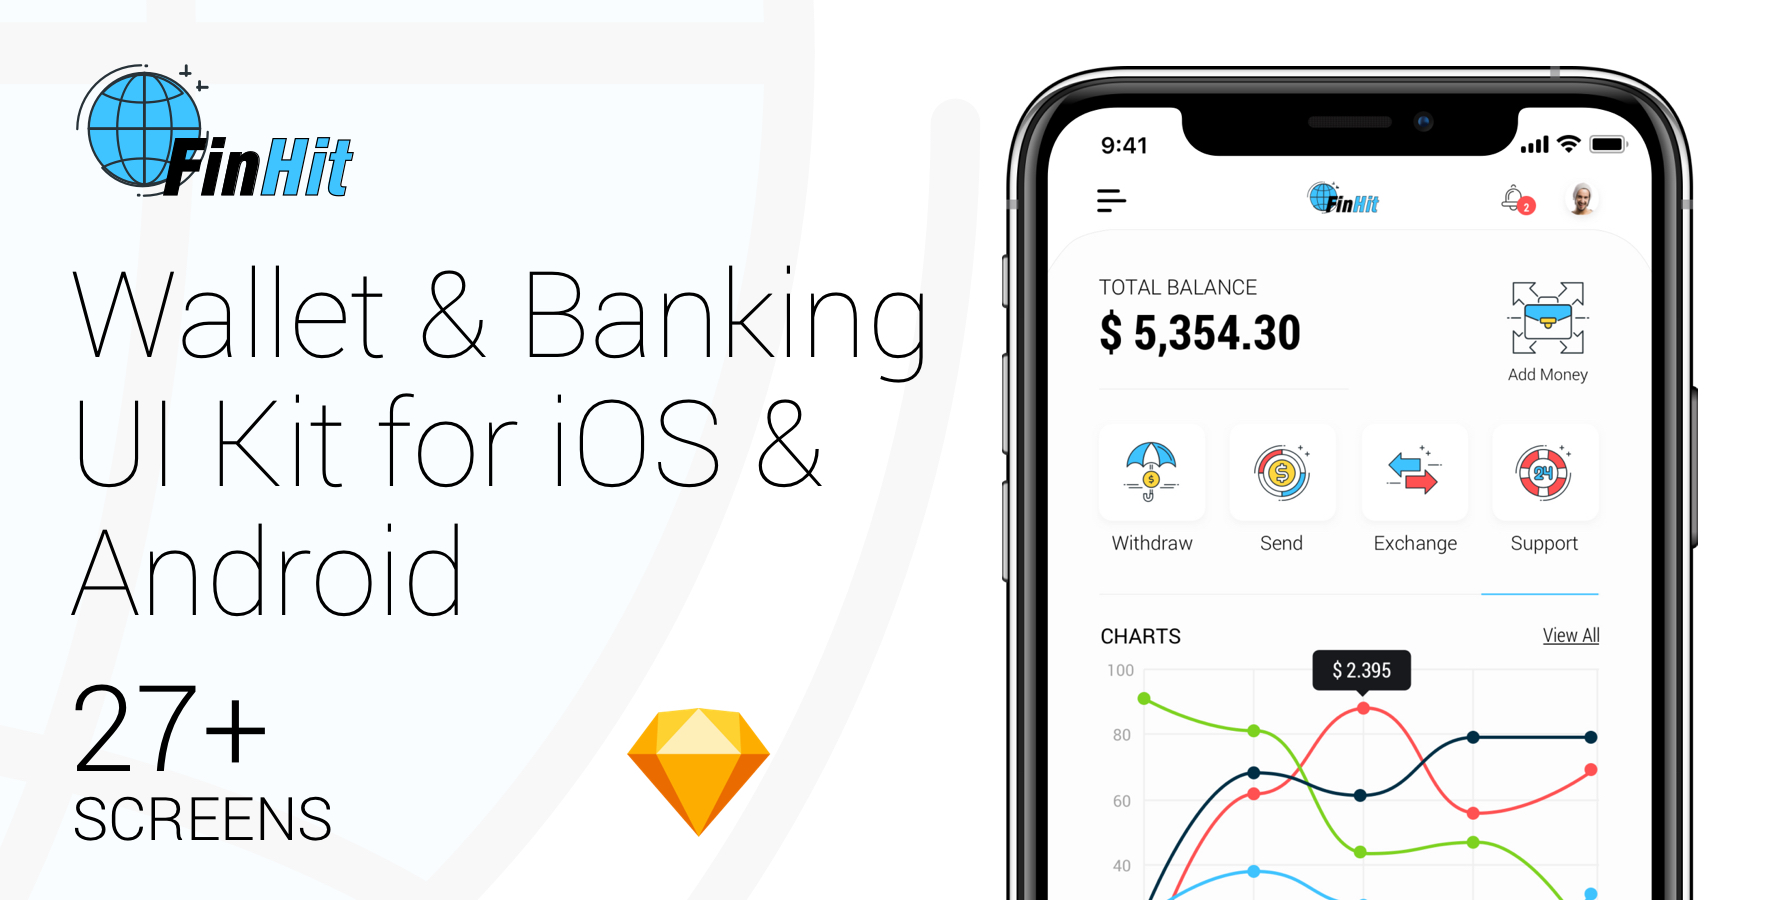 FinHit
Wallet & Banking
UI Kit for iOS &
Android
27+
SCREENS
9:41
FinHit
2
TOTAL BALANCE
$ 5,354.30
Add Money
$
$
24
Withdraw
Send
Exchange
Support
CHARTS
View All
$ 2.395
100
80
60
40